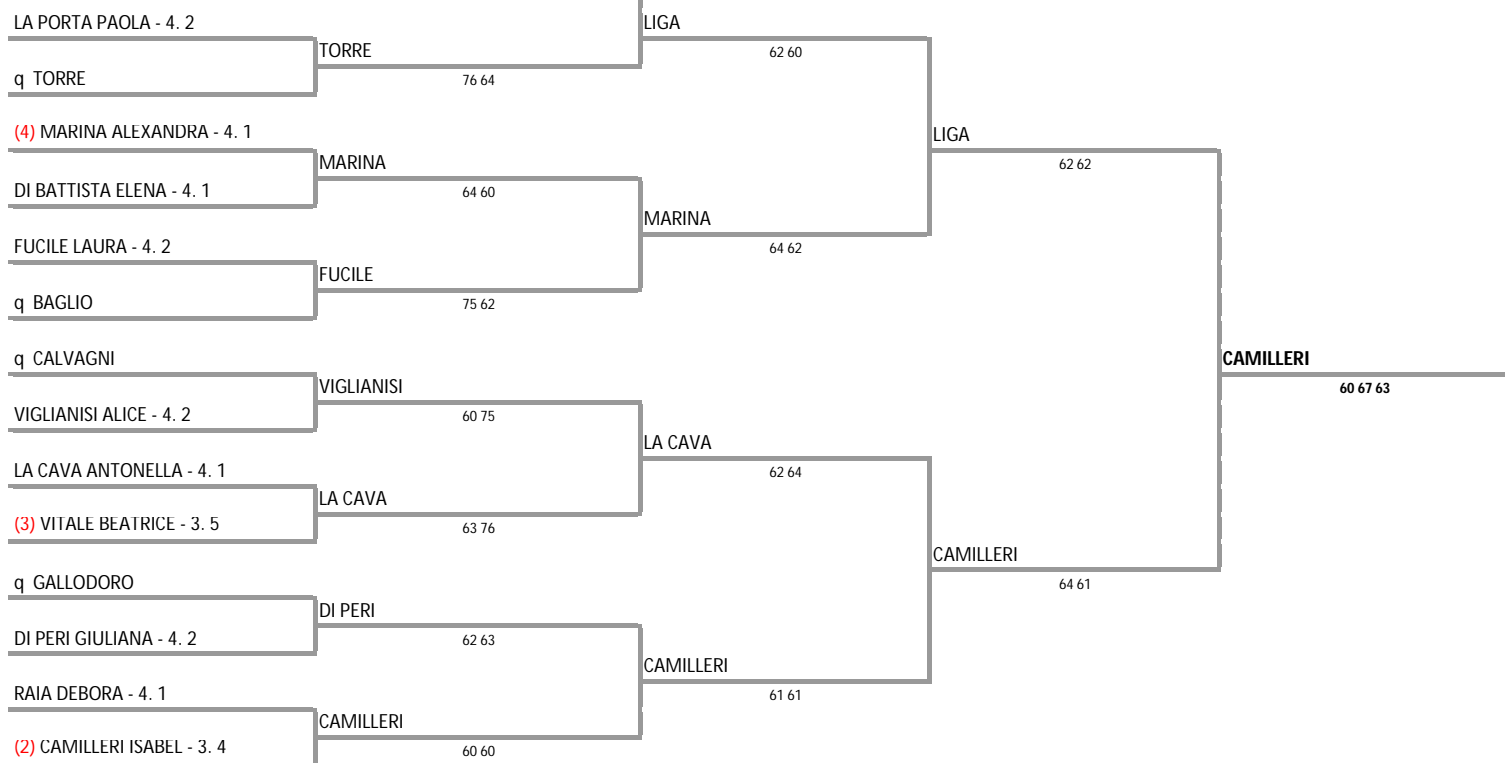 LA PORTA PAOLA - 4. 2
q TORRE
(4) MARINA ALEXANDRA - 4. 1
DI BATTISTA ELENA - 4. 1
FUCILE LAURA - 4. 2
q BAGLIO
q CALVAGNI
VIGLIANISI ALICE - 4. 2
LA CAVA ANTONELLA - 4. 1
(3) VITALE BEATRICE - 3. 5
q GALLODORO
DI PERI GIULIANA - 4. 2
RAIA DEBORA - 4. 1
(2) CAMILLERI ISABEL - 3. 4
TORRE
76 64
MARINA
64 60
FUCILE
75 62
VIGLIANISI
60 75
LA CAVA
63 76
DI PERI
62 63
CAMILLERI
60 60
LIGA
62 60
MARINA
64 62
LA CAVA
62 64
CAMILLERI
61 61
LIGA
62 62
CAMILLERI
64 61
CAMILLERI
60 67 63